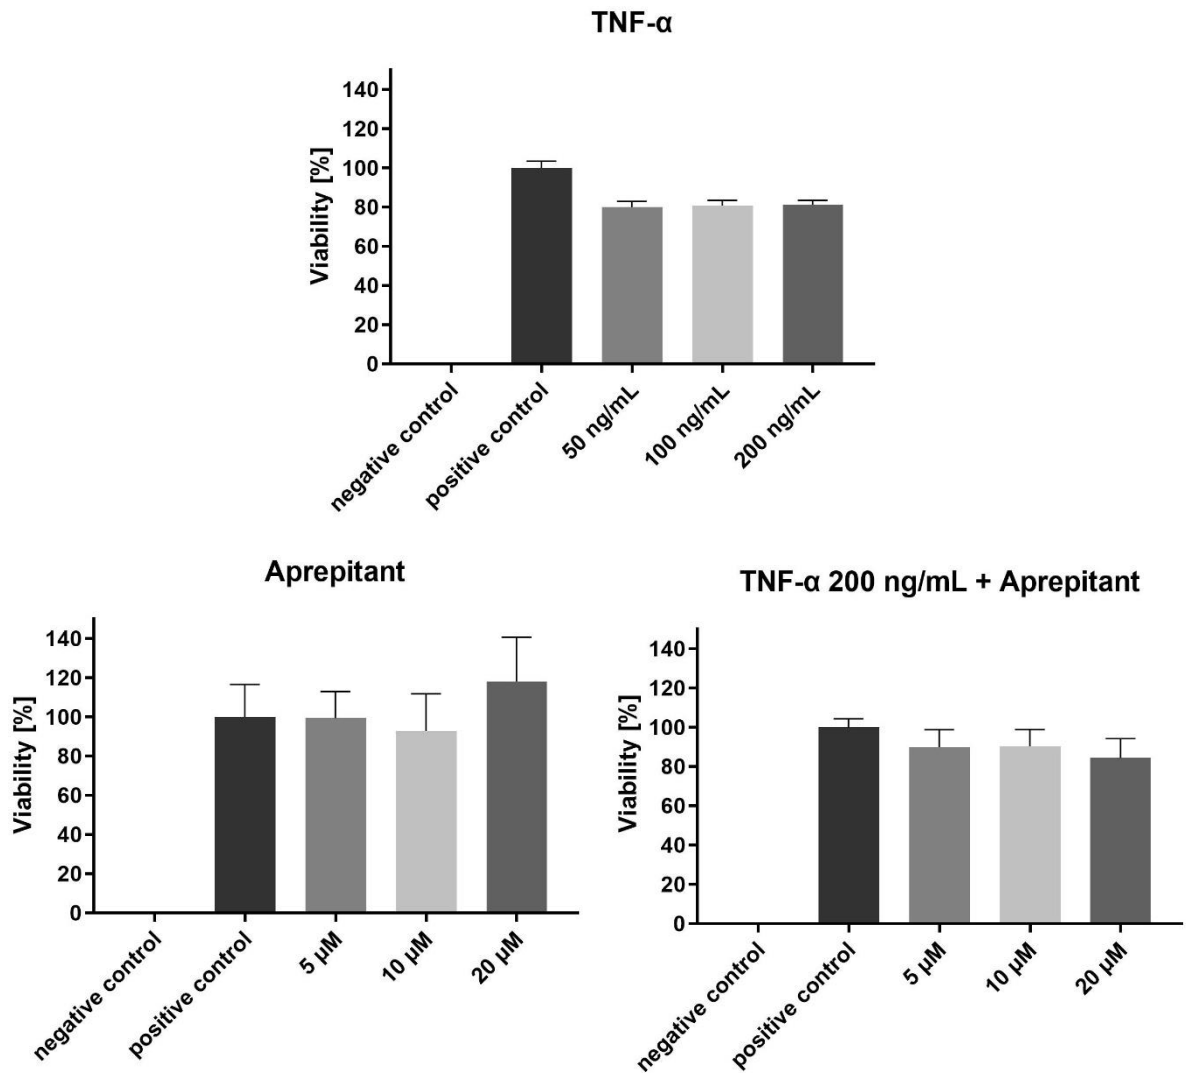 TNF-α
Viability [%]
140
120
100
80
60
40
20
0
negative control
positive control
50 ng/mL
100 ng/mL
200 ng/mL
Aprepitant
Viability [%]
140
120
100
80
60
40
20
0
negative control
positive control
5 µM
10 µM
20 µM
TNF-α 200 ng/mL + Aprepitant
Viability [%]
140
120
100
80
60
40
20
0
negative control
positive control
5 µM
10 µM
20 µM